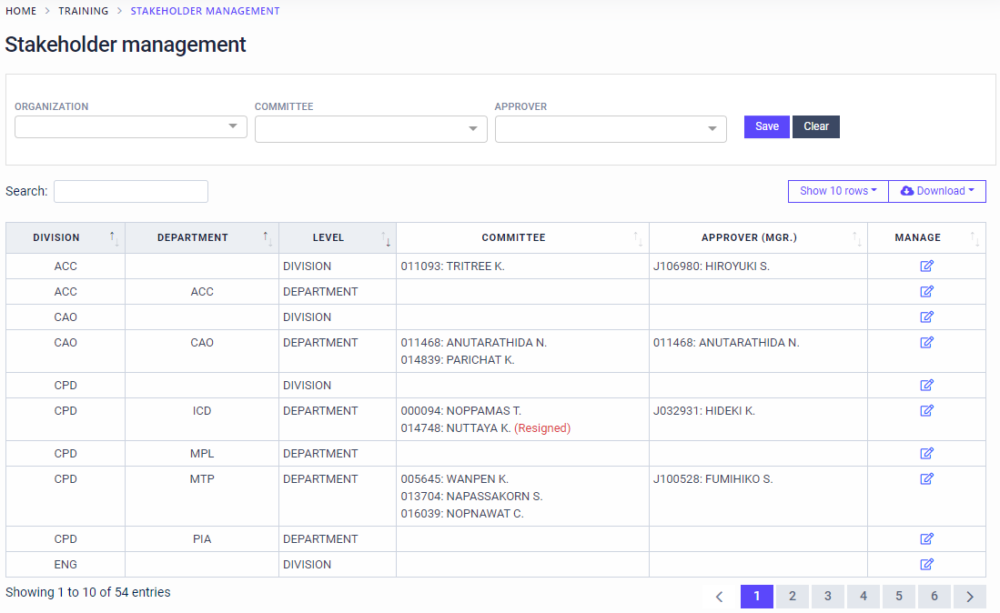 HOME > TRAINING > STAKEHOLDER MANAGEMENT
Stakeholder management
ORGANIZATION COMMITTEE APPROVER
Save Clear
Search: Show 10 rows Download
DIVISION DEPARTMENT LEVEL COMMITTEE APPROVER (MGR.) MANAGE
ACC DIVISION 011093: TRITREE K. J106980: HIROYUKI S.
ACC ACC DEPARTMENT
CAO DIVISION
CAO CAO DEPARTMENT 011468: ANUTARATHIDA N. 011468: ANUTARATHIDA N.
014839: PARICHAT K.
CPD DIVISION
CPD ICD DEPARTMENT 000094: NOPPAMAS T. J032931: HIDEKI K.
014748: NUTTAYA K. (Resigned)
CPD MPL DEPARTMENT
CPD MTP DEPARTMENT 005645: WANPEN K. J100528: FUMIHIKO S.
013704: NAPASSAKORN S.
016039: NOPNAWAT C.
CPD PIA DEPARTMENT
ENG DIVISION
Showing 1 to 10 of 54 entries < 1 2 3 4 5 6 >